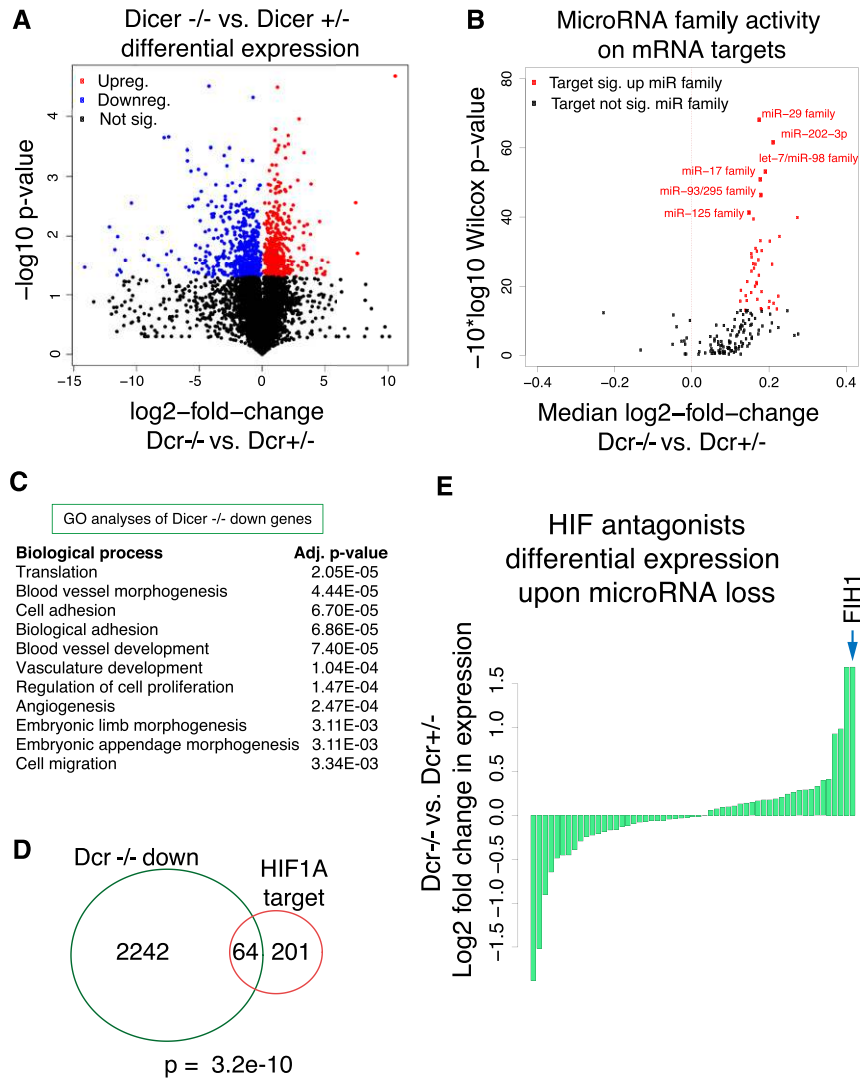 A
Dicer -/- vs. Dicer +/-
differential expression
Upreg.
Downreg.
Not sig.
−log10 p−value
4
3
2
1
0
−15
−10
−5
0
5
10
log2−fold−change
Dcr-/- vs. Dcr+/-
B
MicroRNA family activity
on mRNA targets
Target sig. up miR family
Target not sig. miR family
miR−29 family
miR−202−3p
let−7/miR−98 family
miR−17 family
miR−93/295 family
miR−125 family
−10*log10 Wilcox p−value
80
60
40
20
0
−0.4
−0.2
0.0
0.2
0.4
Median log2−fold−change
Dcr-/- vs. Dcr+/-
C
GO analyses of Dicer -/- down genes
Biological process Adj. p-value
Translation 2.05E-05
Blood vessel morphogenesis 4.44E-05
Cell adhesion 6.70E-05
Biological adhesion 6.86E-05
Blood vessel development 7.40E-05
Vasculature development 1.04E-04
Regulation of cell proliferation 1.47E-04
Angiogenesis 2.47E-04
Embryonic limb morphogenesis 3.11E-03
Embryonic appendage morphogenesis 3.11E-03
Cell migration 3.34E-03
D
Dcr -/- down
HIF1A
target
2242
64
201
p = 3.2e-10
E
HIF antagonists
differential expression
upon microRNA loss
FIH1
Dcr-/- vs. Dcr+/-
Log2 fold change in expression
1.5
1.0
0.5
0.0
−0.5
−1.0
−1.5